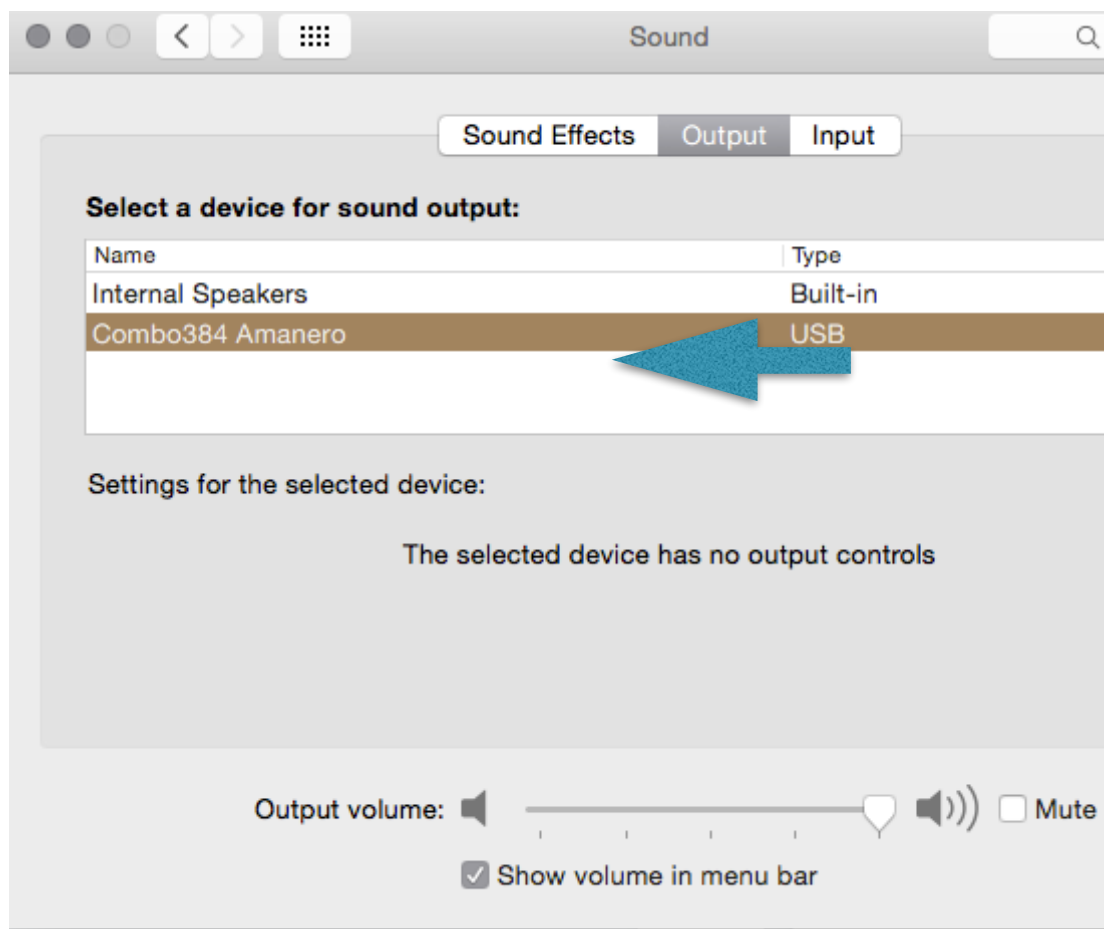 Sound
Sound Effects Output Input
Select a device for sound output:
Name Type
Internal Speakers Built-in
Combo384 Amanero USB
Settings for the selected device:
The selected device has no output controls
Output volume: Mute
Show volume in menu bar